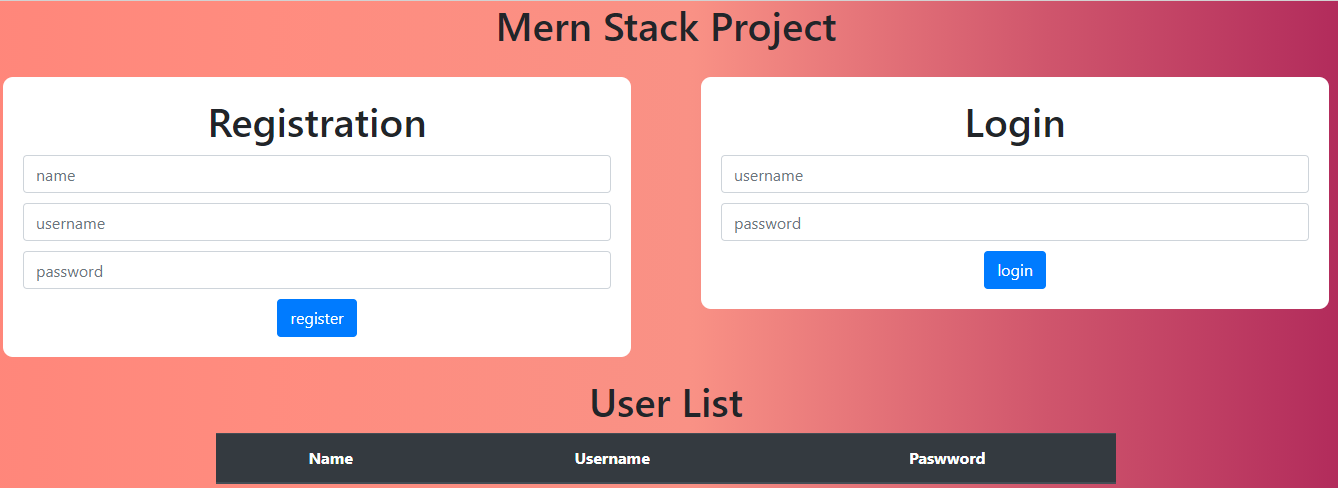 Mern Stack Project
Registration
name
username
password
register
Login
username
password
login
User List
Name Username Paswword